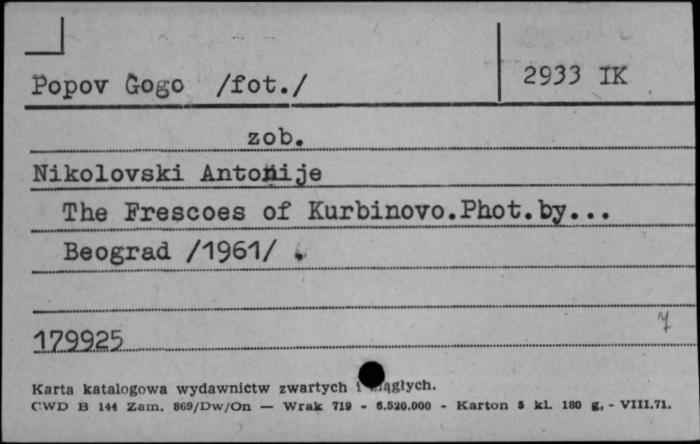 Popov Gogo /fot./
2933 IK
zob.
Nikolovski Antonije
The Frescoes of Kurbinovo.Phot.by...
Beograd /1961/
179925
Karta katalogowa wydawnictw zwartych i ciągłych.
CWD B 144 Zam. 869/Dw/On — Wrak 719 - 6.520.000 - Karton 5 kl. 180 g. - VIII.71.